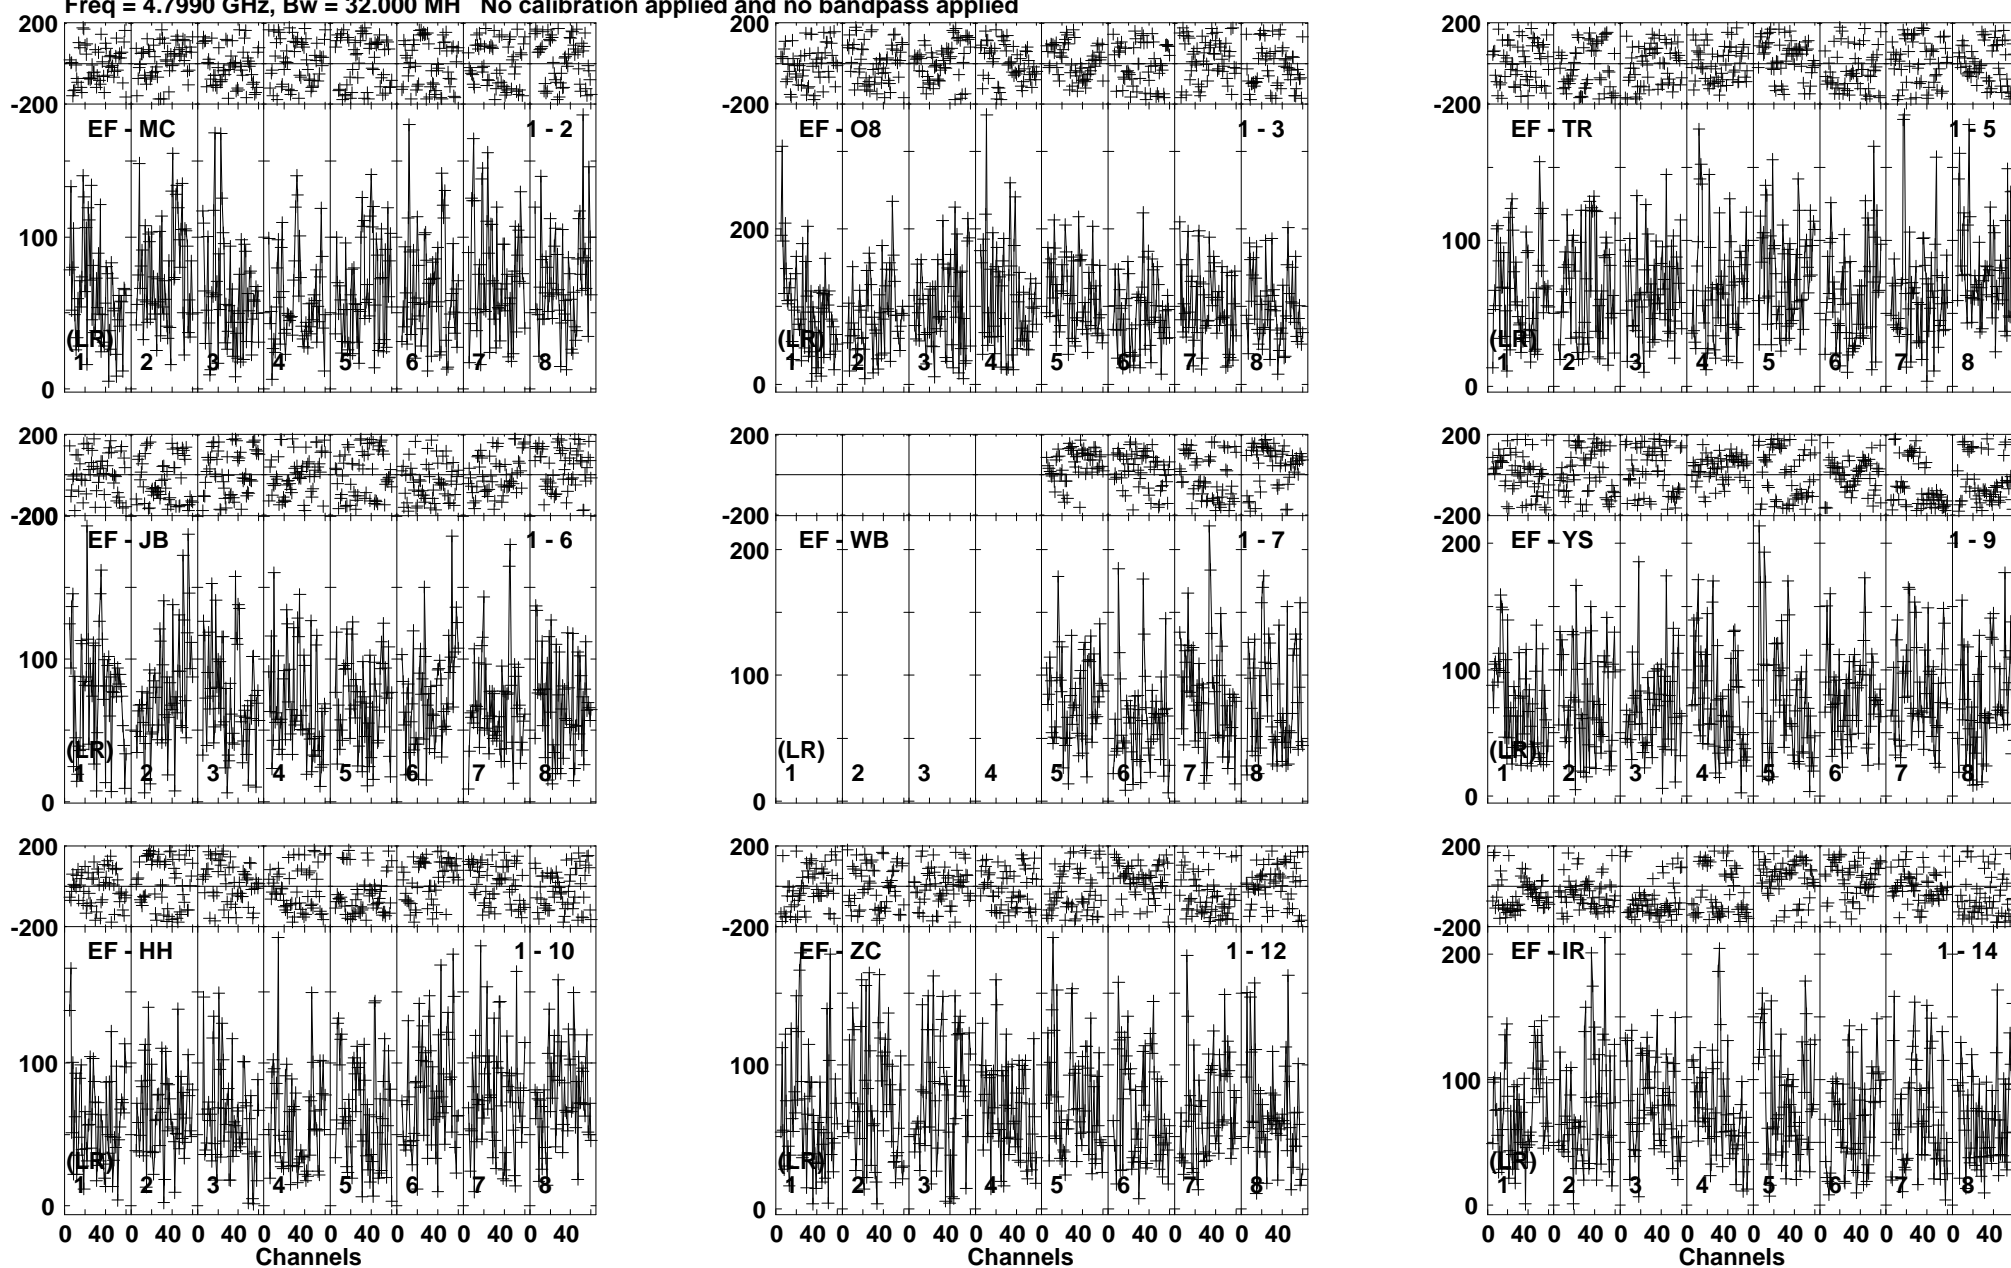 Freq = 4.7990 GHz, Bw = 32.000 MH No calibration applied and no bandpass applied
200
-200
EF - MC 1 - 2
100
(LR)
1 2 3 4 5 6 7 8
0
200
-200
EF - O8 1 - 3
200
(LR)
1 2 3 4 5 6 7 8
0
200
-200
EF - TR 1 - 5
100
(LR)
1 2 3 4 5 6 7 8
0
200
-200
EF - JB 1 - 6
100
(LR)
1 2 3 4 5 6 7 8
0
200
-200
EF - WB 1 - 7
200
100
(LR)
1 2 3 4 5 6 7 8
0
200
-200
EF - YS 1 - 9
200
100
(LR)
1 2 3 4 5 6 7 8
0
200
-200
EF - HH 1 - 10
100
(LR)
1 2 3 4 5 6 7 8
0
0 40 0 40 0 40 0 40 0 40 0 40 0 40 0 40
Channels
200
-200
EF - ZC 1 - 12
100
(LR)
1 2 3 4 5 6 7 8
0
0 40 0 40 0 40 0 40 0 40 0 40 0 40 0 40
Channels
200
-200
EF - IR 1 - 14
200
100
(LR)
1 2 3 4 5 6 7 8
0
0 40 0 40 0 40 0 40 0 40 0 40 0 40 0 40
Channels